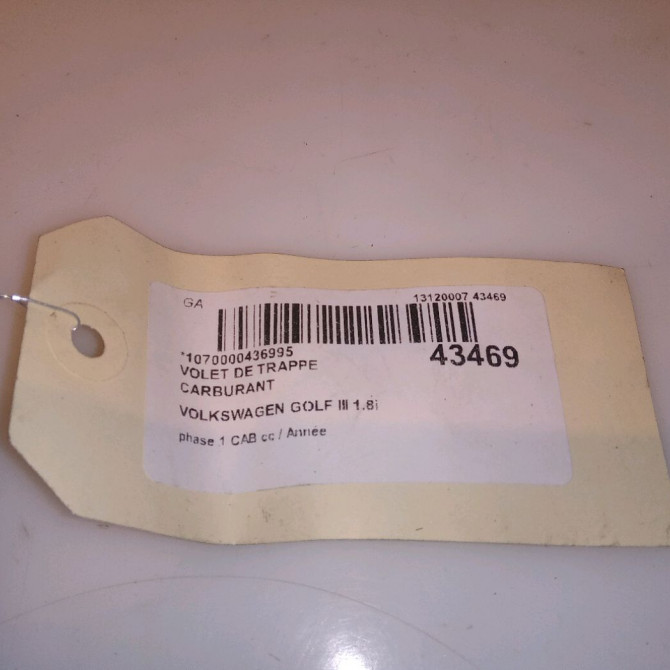 GA 13120007 43469
*1070000436995 43469
VOLET DE TRAPPE
CARBURANT
VOLKSWAGEN GOLF III 1.8i
phase 1 CAB cc / Année